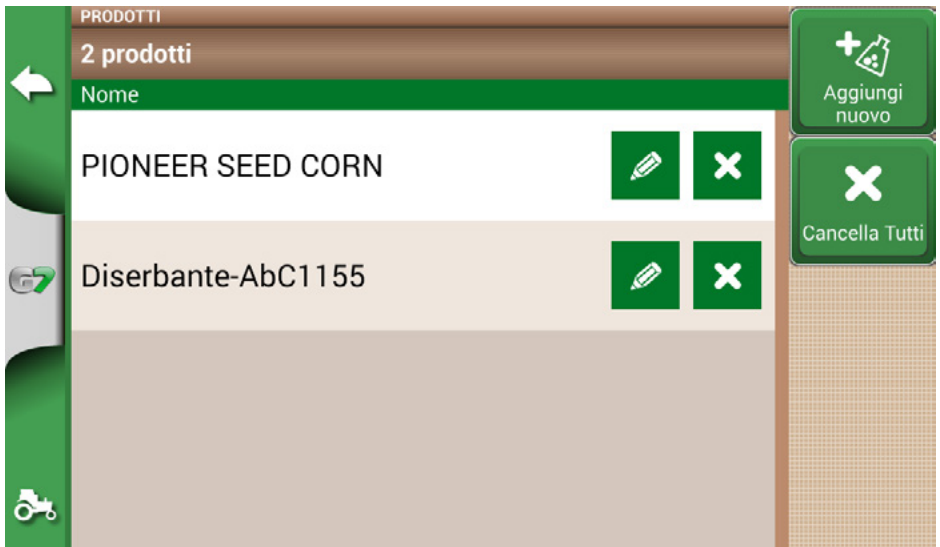 PRODOTTI
2 prodotti
Nome
PIONEER SEED CORN
Diserbante-AbC1155
Aggiungi
nuovo
Cancella Tutti
G7